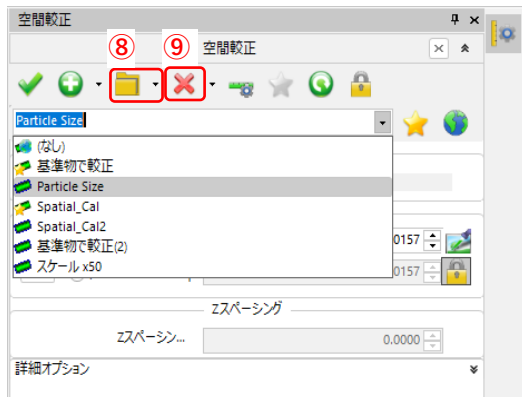 空間較正
⑧ ⑨ 空間較正
Particle Size
(なし)
基準物で較正
Particle Size
Spatial_Cal
Spatial_Cal2
基準物で較正(2)
スケール x50
0157
0157
Zスペーシング
Zスペーシン... 0.0000
詳細オプション